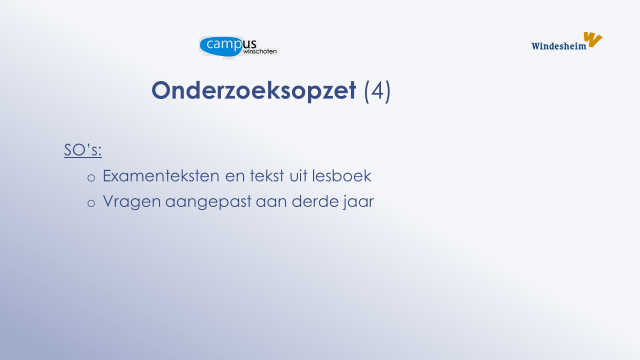 campus
winschoten
Windesheim
Onderzoeksopzet (4)
SO's:
o Examenteksten en tekst uit lesboek
o Vragen aangepast aan derde jaar